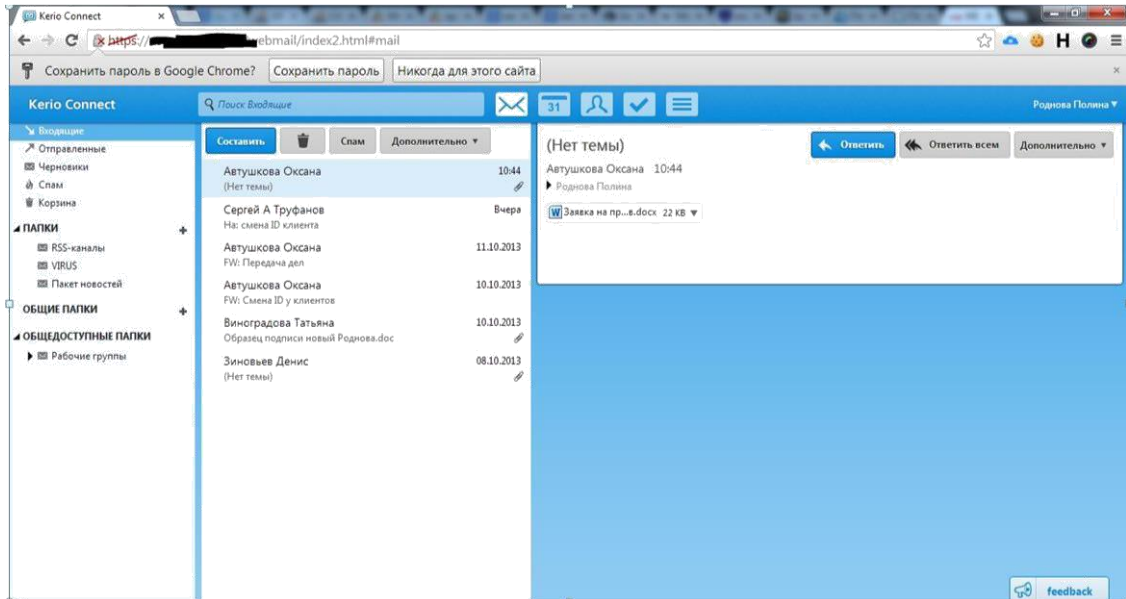 Kerio Connect
https://
ebmail/index2.html#mail
Сохранить пароль в Google Chrome?
Сохранить пароль
Никогда для этого сайта
Kerio Connect
Поиск Входящие
31
Роднова Полина
Входящие
Отправленные
Черновики
Спам
Корзина
ПАПКИ
RSS-каналы
VIRUS
Пакет новостей
ОБЩИЕ ПАПКИ
ОБЩЕДОСТУПНЫЕ ПАПКИ
Рабочие группы
Составить
Спам
Дополнительно
Автушкова Оксана 10:44
(Нет темы)
Сергей А Труфанов Вчера
На: смена ID клиента
Автушкова Оксана 11.10.2013
FW: Передача дел
Автушкова Оксана 10.10.2013
FW: Смена ID у клиентов
Виноградова Татьяна 10.10.2013
Образец подписи новый Роднова.doc
Зиновьев Денис 08.10.2013
(Нет темы)
(Нет темы)
Ответить
Ответить всем
Дополнительно
Автушкова Оксана 10:44
Роднова Полина
Заявка на пр...в.docx 22 KB
feedback